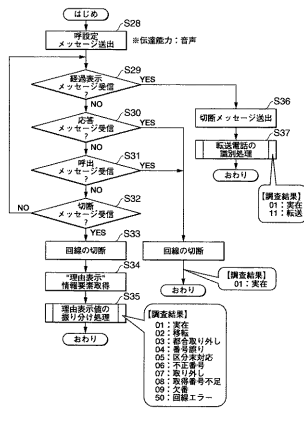 はじめ
S28
呼設定
メッセージ送出
※伝達能力：音声
S29
経過表示
メッセージ受信
?
YES
NO
S30
応答
メッセージ受信
?
YES
NO
S31
呼出
メッセージ受信
?
YES
NO
S32
切断
メッセージ受信
?
NO
YES
S33
回線の切断
S34
"理由表示"
情報要素取得
S35
理由表示値の
振り分け処理
おわり
【調査結果】
01：実在
02：移転
03：都合取り外し
04：番号誤り
05：区分未対応
06：不正番号
07：取り外し
08：取得番号不足
09：欠番
50：回線エラー
回線の切断
おわり
【調査結果】
01：実在
S36
切断メッセージ送出
S37
転送電話の
識別処理
おわり
【調査結果】
01：実在
11：転送